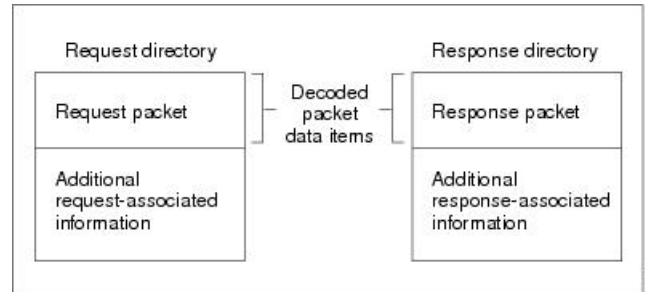 Request directory
Request packet
Additional
request-associated
information
Decoded
packet
data items
Response directory
Response packet
Additional
response-associated
information